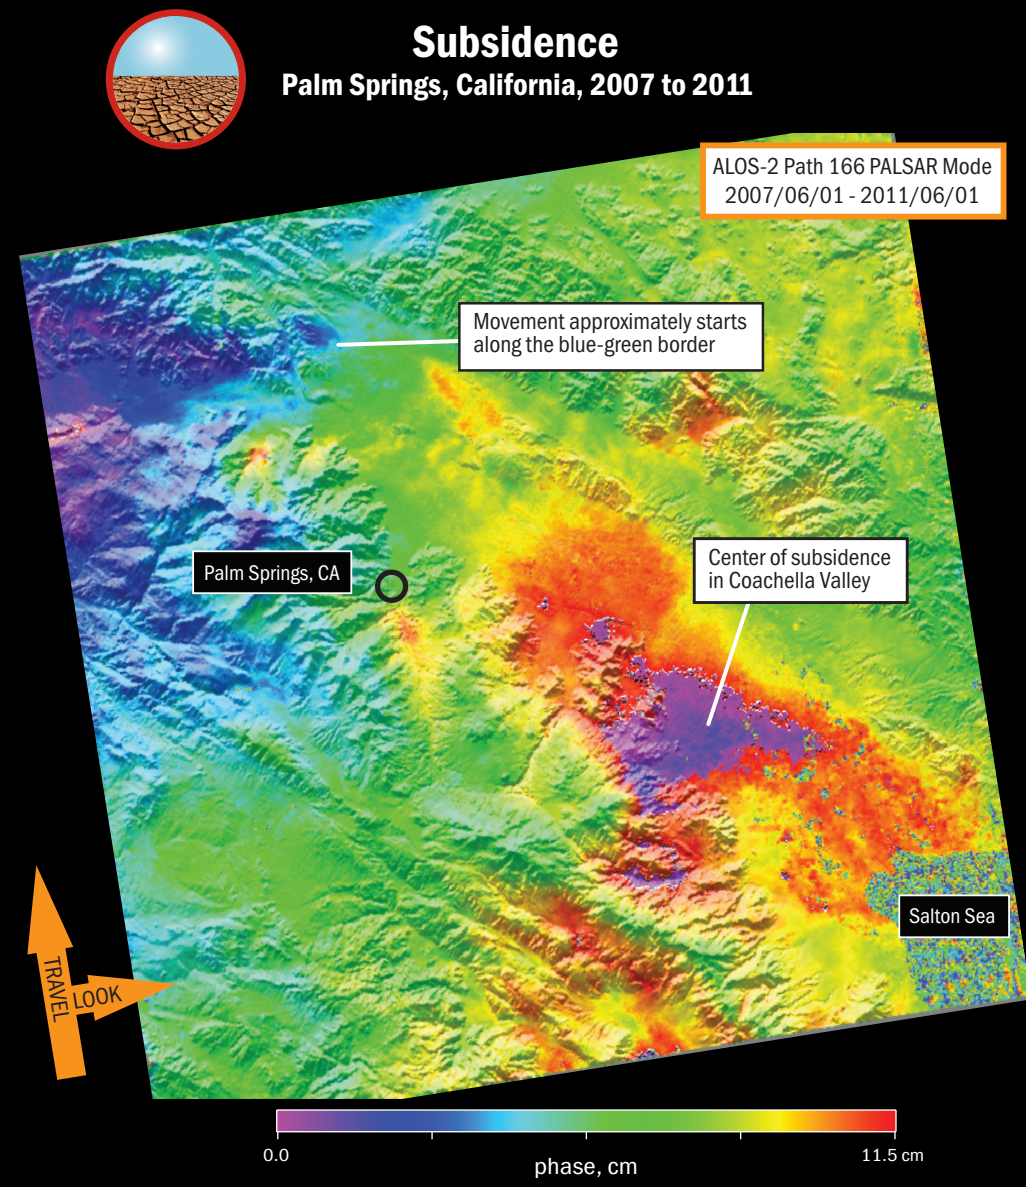 Subsidence
Palm Springs, California, 2007 to 2011
ALOS-2 Path 166 PALSAR Mode
2007/06/01 - 2011/06/01
Movement approximately starts
along the blue-green border
Center of subsidence
in Coachella Valley
Palm Springs, CA
Salton Sea
TRAVEL
LOOK
0.0
11.5 cm
phase, cm